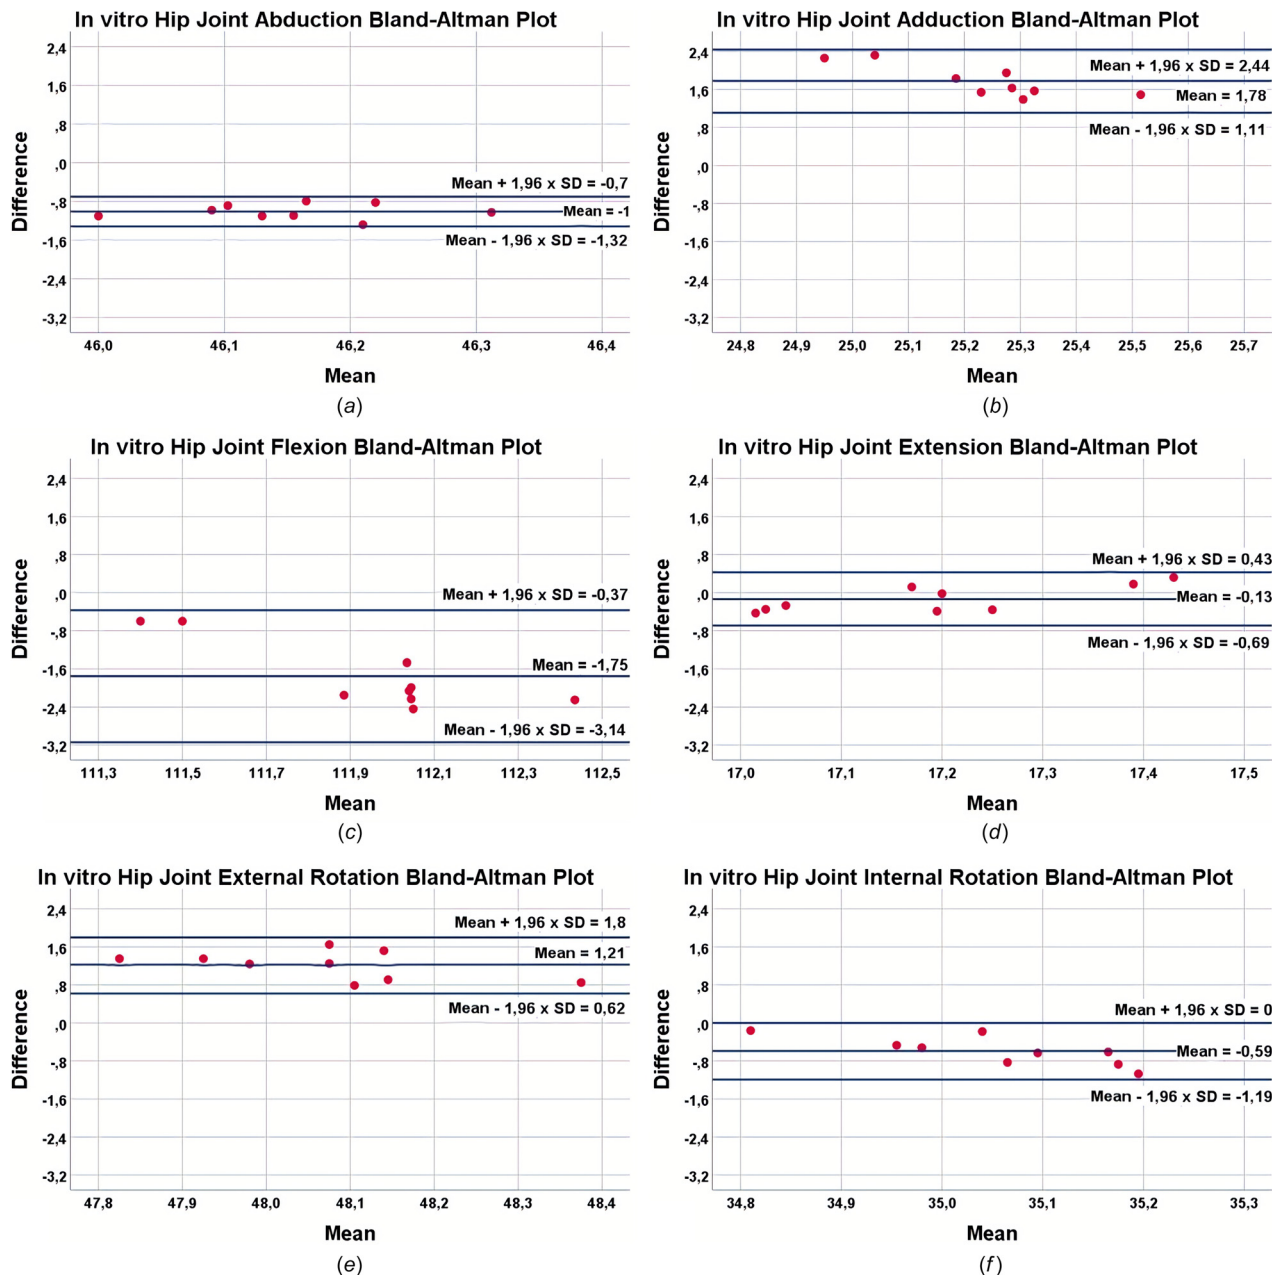 In vitro Hip Joint Abduction Bland-Altman Plot
2,4
1,6
,8
,0
-,8
-1,6
-2,4
-3,2
Difference
Mean + 1,96 x SD = -0,7
Mean = -1
Mean - 1,96 x SD = -1,32
46,0 46,1 46,2 46,3 46,4
Mean
(a)
In vitro Hip Joint Adduction Bland-Altman Plot
2,4
1,6
,8
,0
-,8
-1,6
-2,4
-3,2
Difference
Mean + 1,96 x SD = 2,44
Mean = 1,78
Mean - 1,96 x SD = 1,11
24,8 24,9 25,0 25,1 25,2 25,3 25,4 25,5 25,6 25,7
Mean
(b)
In vitro Hip Joint Flexion Bland-Altman Plot
2,4
1,6
,8
,0
-,8
-1,6
-2,4
-3,2
Difference
Mean + 1,96 x SD = -0,37
Mean = -1,75
Mean - 1,96 x SD = -3,14
111,3 111,5 111,7 111,9 112,1 112,3 112,5
Mean
(c)
In vitro Hip Joint Extension Bland-Altman Plot
2,4
1,6
,8
,0
-,8
-1,6
-2,4
-3,2
Difference
Mean + 1,96 x SD = 0,43
Mean = -0,13
Mean - 1,96 x SD = -0,69
17,0 17,1 17,2 17,3 17,4 17,5
Mean
(d)
In vitro Hip Joint External Rotation Bland-Altman Plot
2,4
1,6
,8
,0
-,8
-1,6
-2,4
-3,2
Difference
Mean + 1,96 x SD = 1,8
Mean = 1,21
Mean - 1,96 x SD = 0,62
47,8 47,9 48,0 48,1 48,2 48,3 48,4
Mean
(e)
In vitro Hip Joint Internal Rotation Bland-Altman Plot
2,4
1,6
,8
,0
-,8
-1,6
-2,4
-3,2
Difference
Mean + 1,96 x SD = 0
Mean = -0,59
Mean - 1,96 x SD = -1,19
34,8 34,9 35,0 35,1 35,2 35,3
Mean
(f)